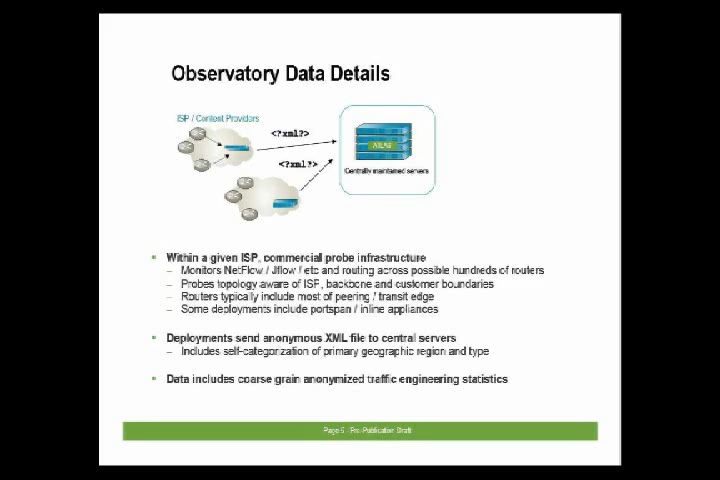 Observatory Data Details
ISP / Content Providers
<?xml?>
<?xml?>
ATLAS
Centrally maintained servers
Within a given ISP, commercial probe infrastructure
– Monitors NetFlow / Jflow / etc and routing across possible hundreds of routers
– Probes topology aware of ISP, backbone and customer boundaries
– Routers typically include most of peering / transit edge
– Some deployments include portspan / inline appliances
Deployments send anonymous XML file to central servers
– Includes self-categorization of primary geographic region and type
Data includes coarse grain anonymized traffic engineering statistics
Page 5 - Pre-Publication Draft